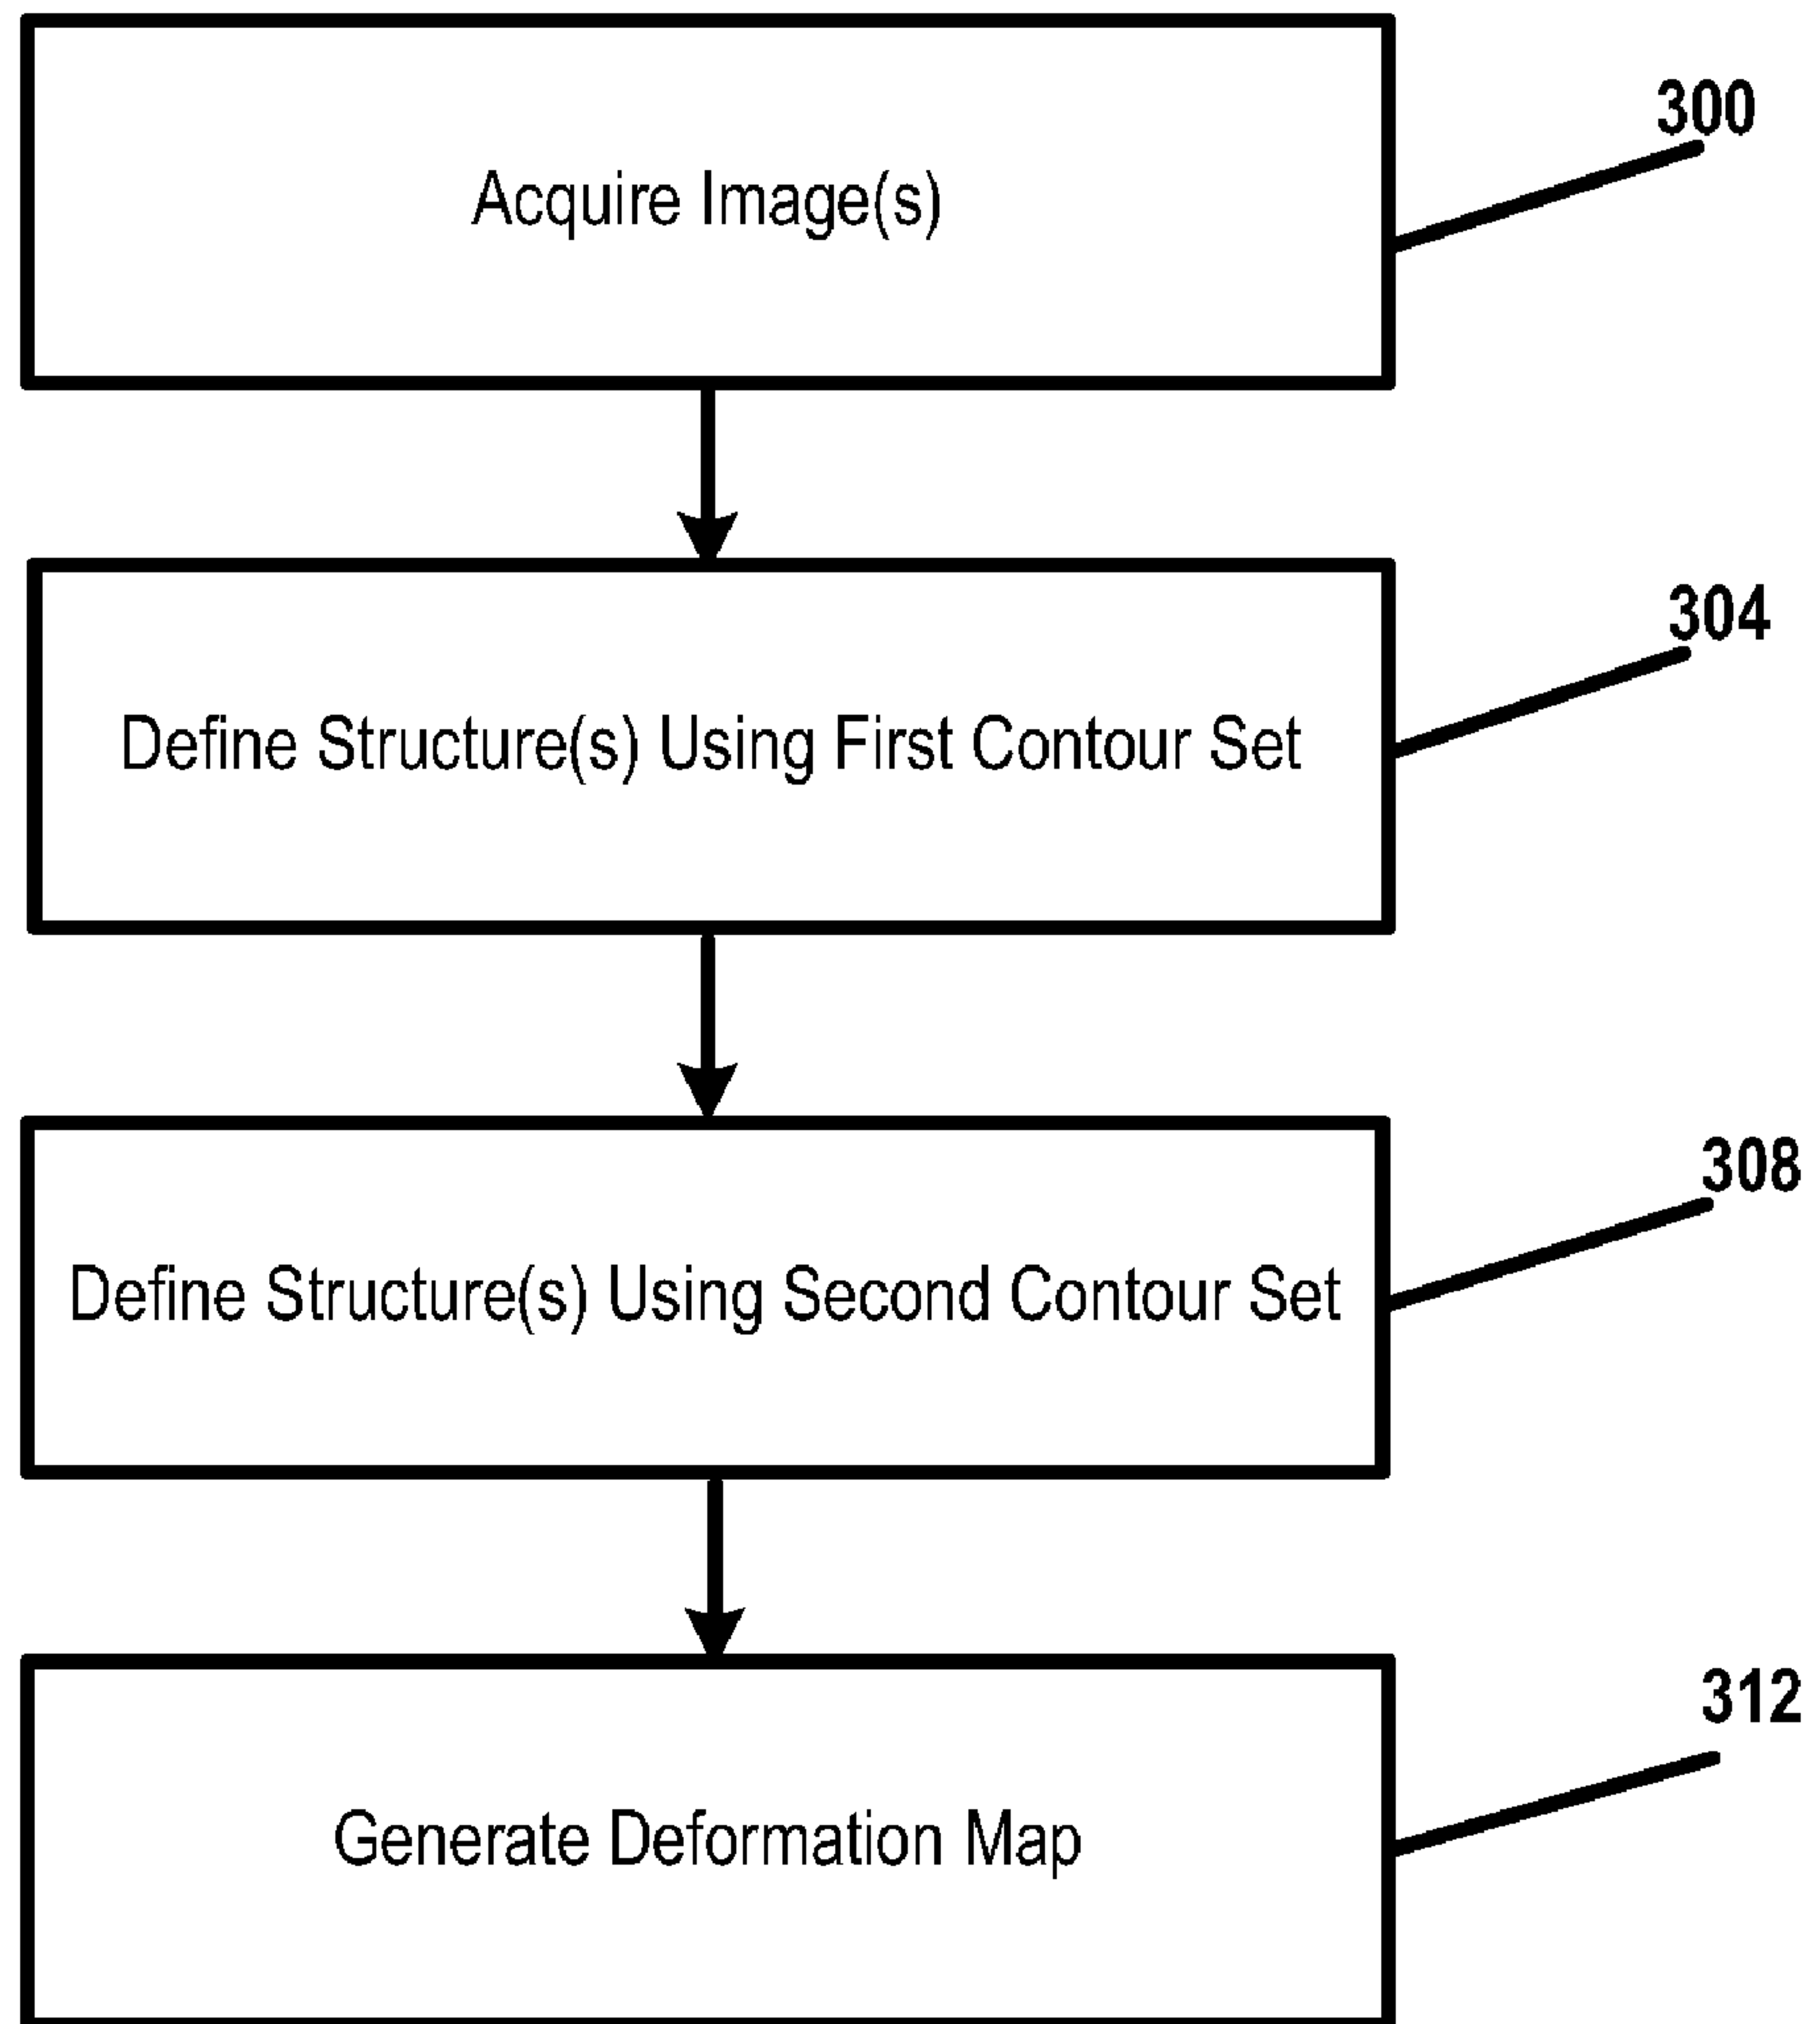 300
Acquire Image(s)
304
Define Structure(s) Using First Contour Set
308
Define Structure(s) Using Second Contour Set
312
Generate Deformation Map